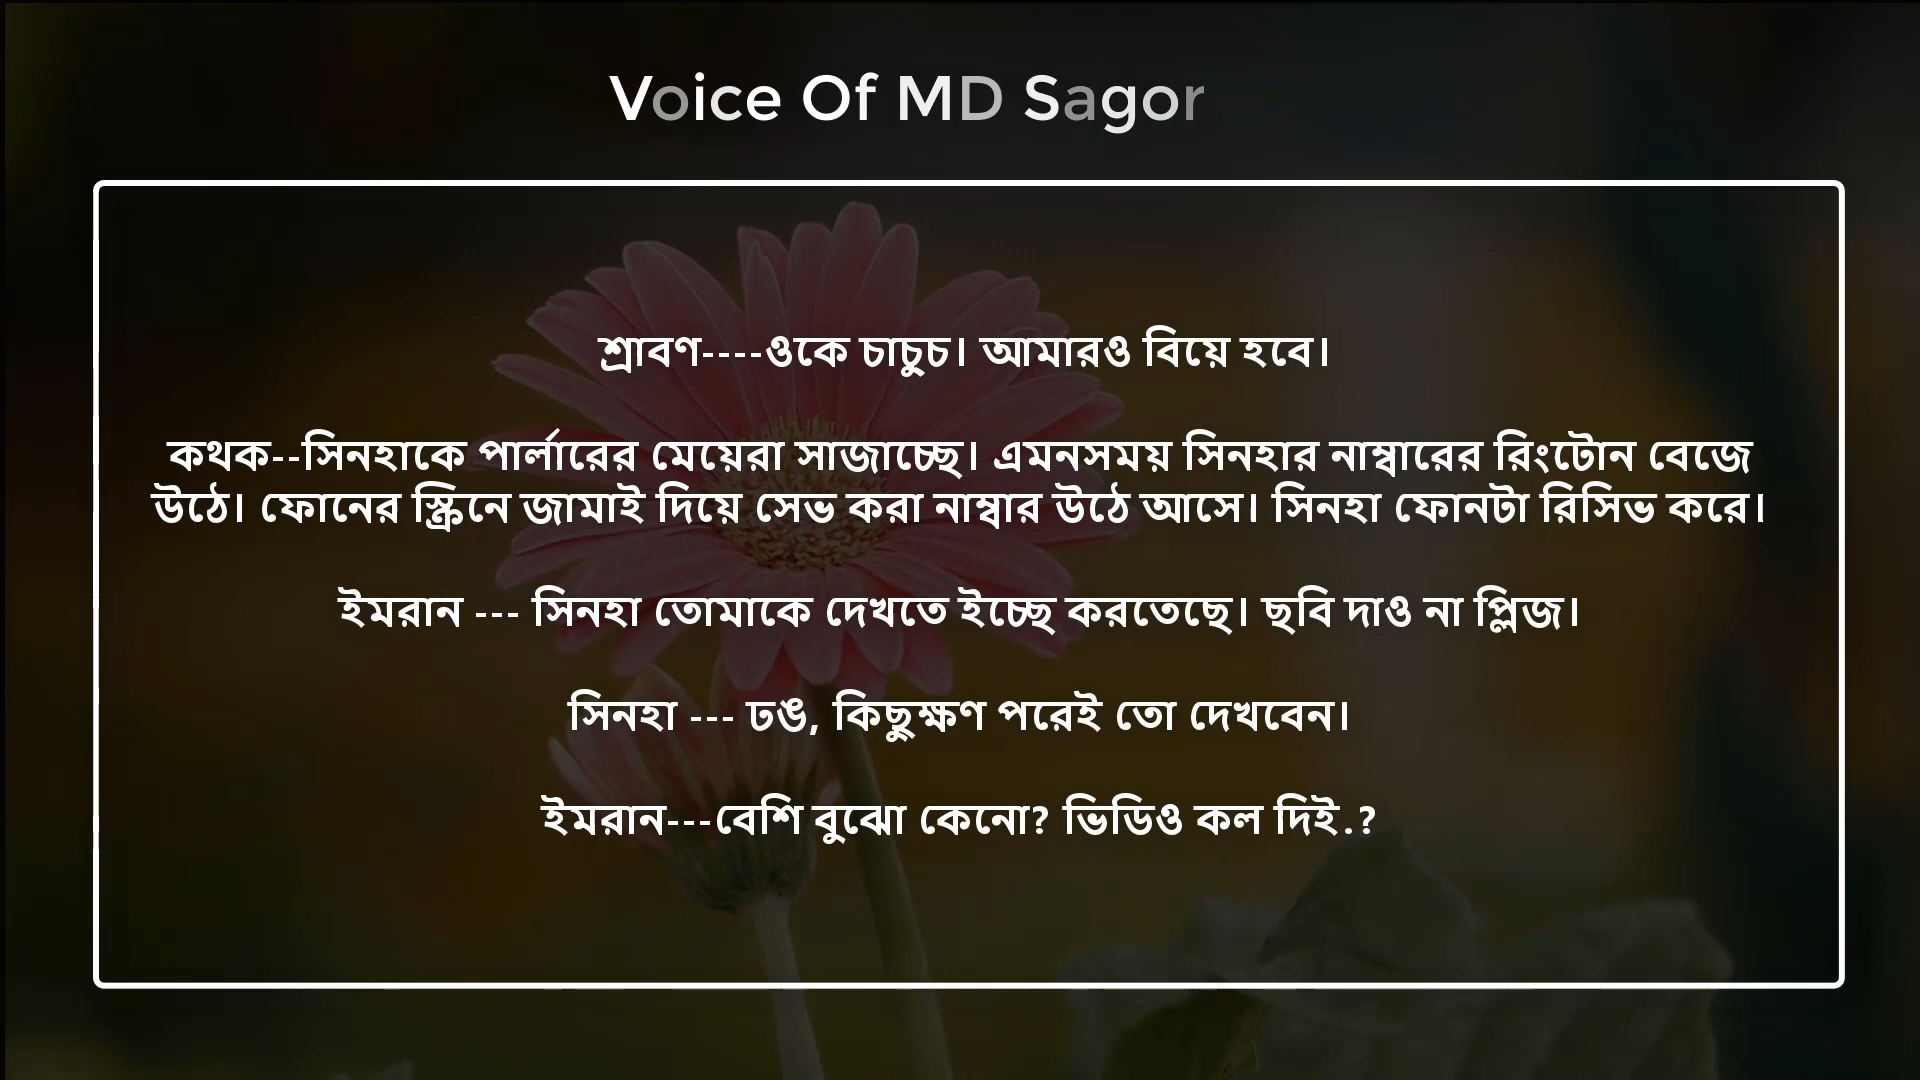 Voice Of MD Sagor
শ্রাবণ----ওকে চাচুচ। আমারও বিয়ে হবে।
কথক--সিনহাকে পার্লারের মেয়েরা সাজাচ্ছে। এমনসময় সিনহার নাম্বারের রিংটোন বেজে
উঠে। ফোনের স্ক্রিনে জামাই দিয়ে সেভ করা নাম্বার উঠে আসে। সিনহা ফোনটা রিসিভ করে।
ইমরান --- সিনহা তোমাকে দেখতে ইচ্ছে করতেছে। ছবি দাও না প্লিজ।
সিনহা --- ঢঙ, কিছুক্ষণ পরেই তো দেখবেন।
ইমরান---বেশি বুঝো কেনো? ভিডিও কল দিই.?